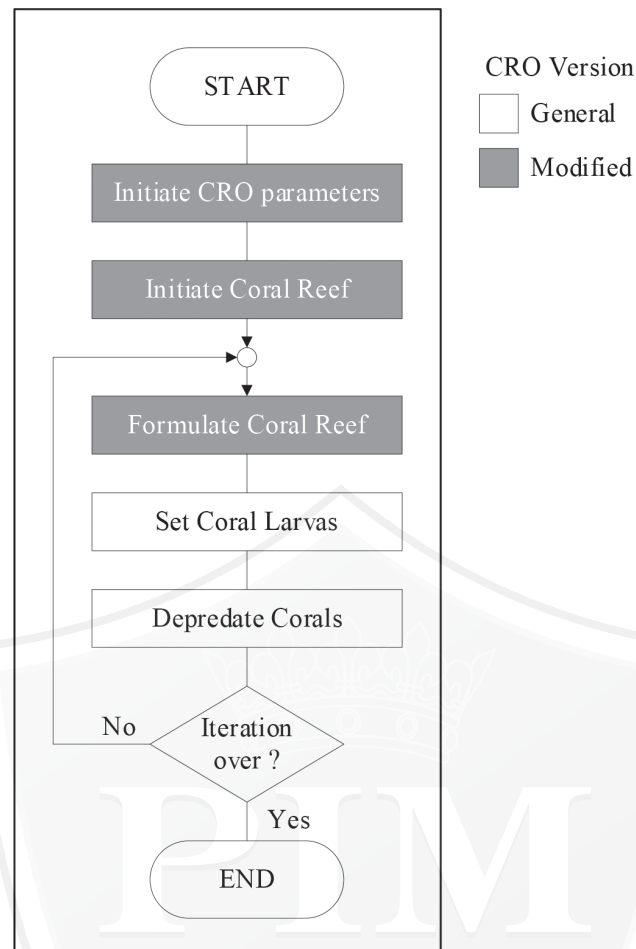 START
Initiate CRO parameters
Initiate Coral Reef
Formulate Coral Reef
Set Coral Larvas
Depredate Corals
Iteration
over ?
No
Yes
END
CRO Version
General
Modified
PIM